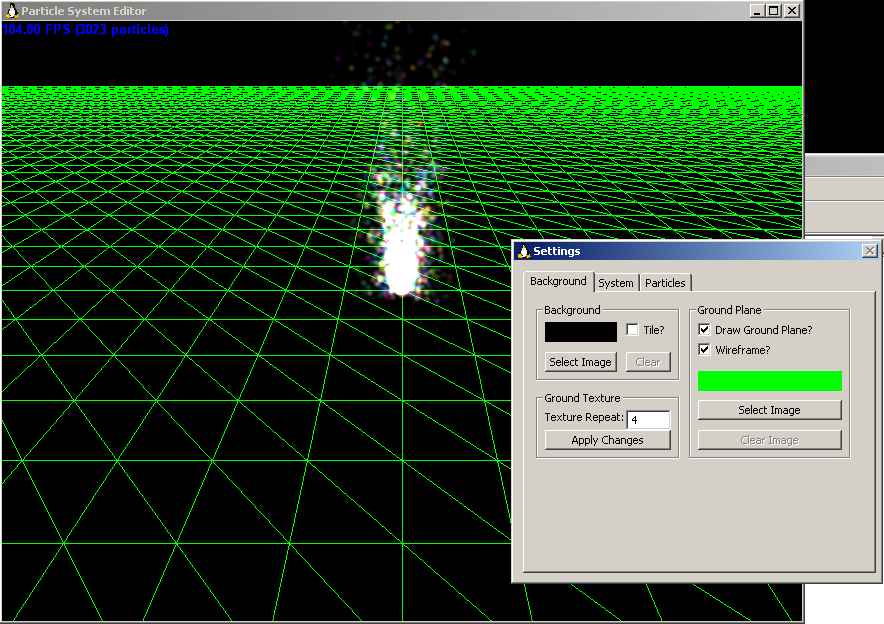 Particle System Editor
104.00 FPS (3023 particles)
Settings
Background System Particles
Background
Tile?
Select Image Clear
Ground Texture
Texture Repeat: 4
Apply Changes
Ground Plane
Draw Ground Plane?
Wireframe?
Select Image
Clear Image